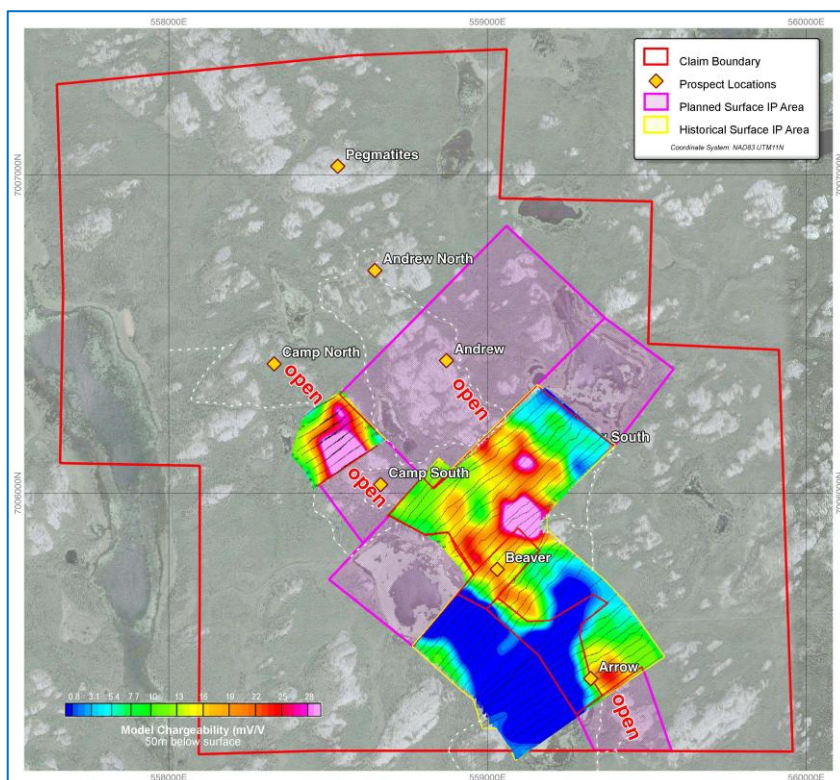 558000E
559000E
560000E
Claim Boundary
Prospect Locations
Planned Surface IP Area
Historical Surface IP Area
Coordinate System: NAD83 UTM11N
7007000N
7007000N
Pegmatites
Andrew North
Camp North
Andrew
open
open
South
Camp South
open
7006000N
7006000N
Beaver
Arrow
open
0.8 3.1 5.4 7.7 10 13 16 19 22 25 28
Model Chargeability (mV/V
50m below surface
558000E
559000E
560000E